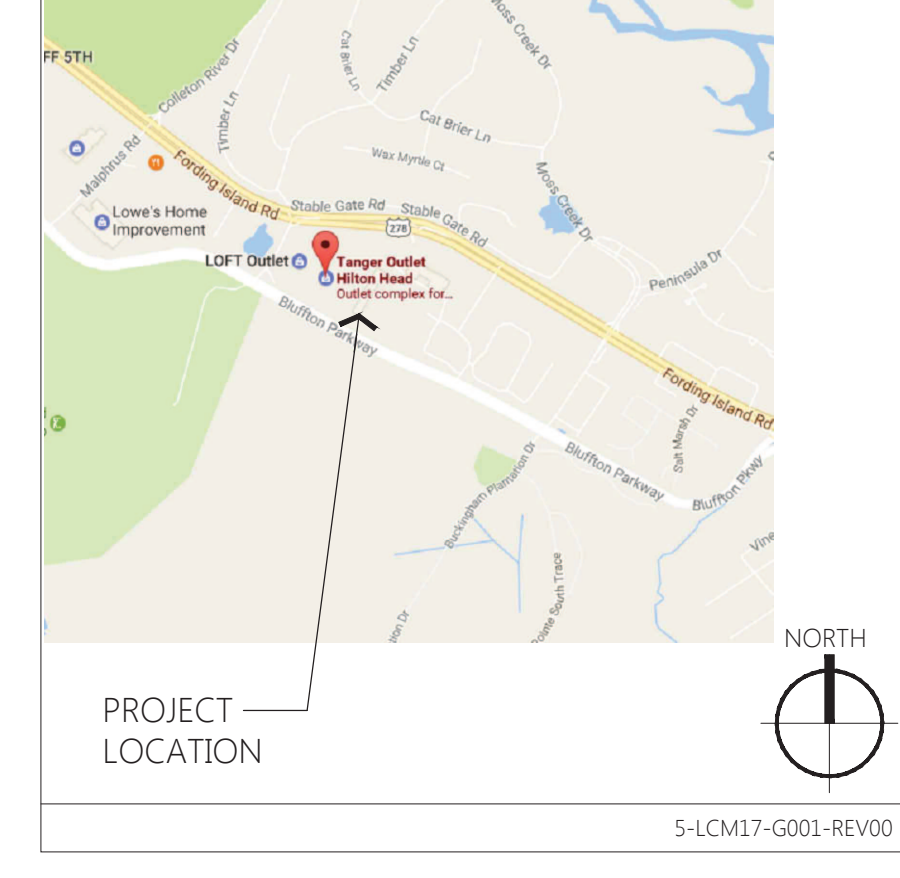 Moss Creek Dr
FF 5TH
Colleton River Dr
Cat Brier Ln
Timber Ln
Timber Ln
Cat Brier Ln
Malphrus Rd
Wax Myrtle Ct
Fording Island Rd
Moss Creek Dr
Stable Gate Rd
Stable Gate Rd
278
Lowe's Home
Improvement
LOFT Outlet
Tanger Outlet
Hilton Head
Outlet complex for...
Peninsula Dr
Bluffton Parkway
Fording Island Rd
Salt Marsh Dr
Bluffton Parkway
Bluffton Pkwy
Buckingham Plantation Dr
Vine
Pointe South Trace
tion Dr
NORTH
PROJECT
LOCATION
5-LCM17-G001-REV00